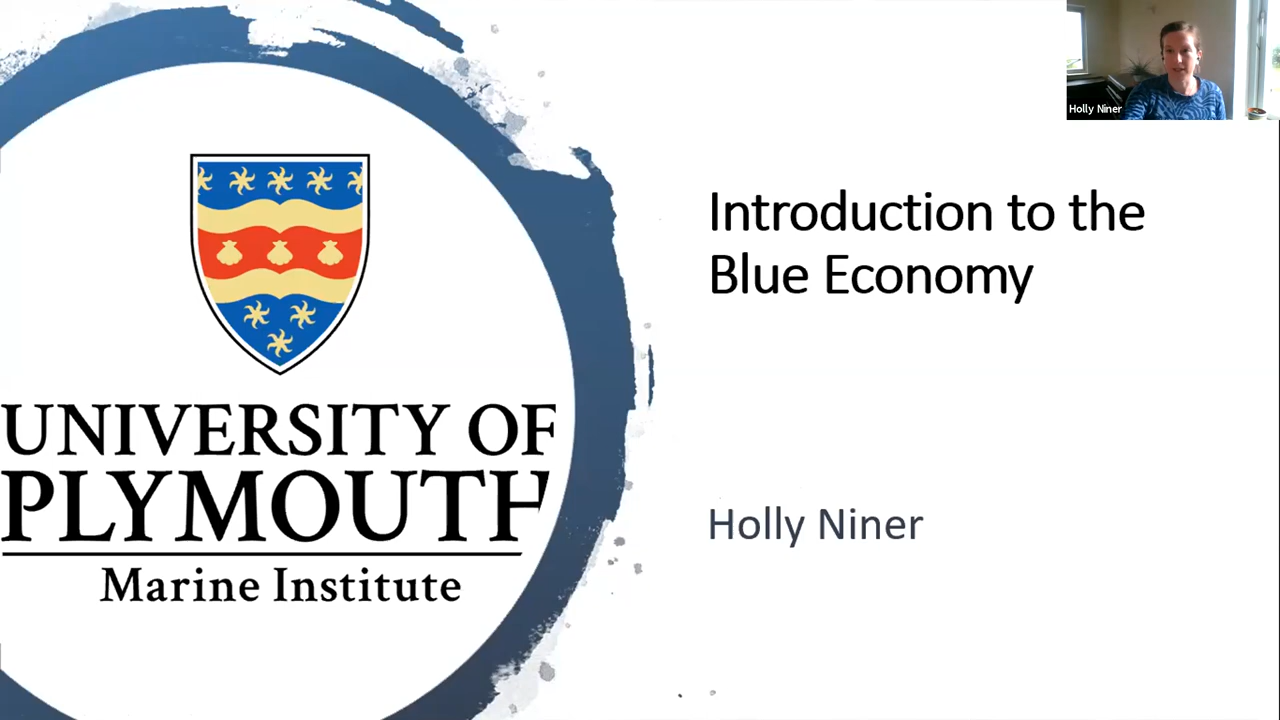 Holly Niner
Introduction to the
Blue Economy
UNIVERSITY OF
PLYMOUTH
Marine Institute
Holly Niner